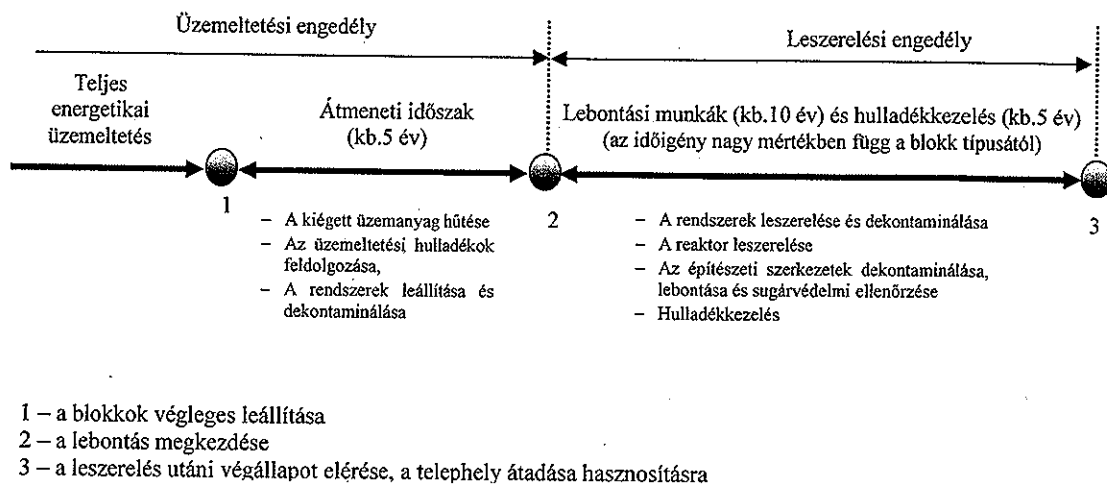 Üzemeltetési engedély
Leszerelési engedély
Teljes
energetikai
üzemeltetés
Átmeneti időszak
(kb.5 év)
Lebontási munkák (kb.10 év) és hulladékkezelés (kb.5 év)
(az időigény nagy mértékben függ a blokk típusától)
1
2
3
– A kiégett üzemanyag hűtése
– Az üzemeltetési hulladékok
feldolgozása,
– A rendszerek leállítása és
dekontaminálása
– A rendszerek leszerelése és dekontaminálása
– A reaktor leszerelése
– Az építészeti szerkezetek dekontaminálása,
lebontása és sugárvédelmi ellenőrzése
– Hulladékkezelés
1 – a blokkok végleges leállítása
2 – a lebontás megkezdése
3 – a leszerelés utáni végállapot elérése, a telephely átadása hasznosításra